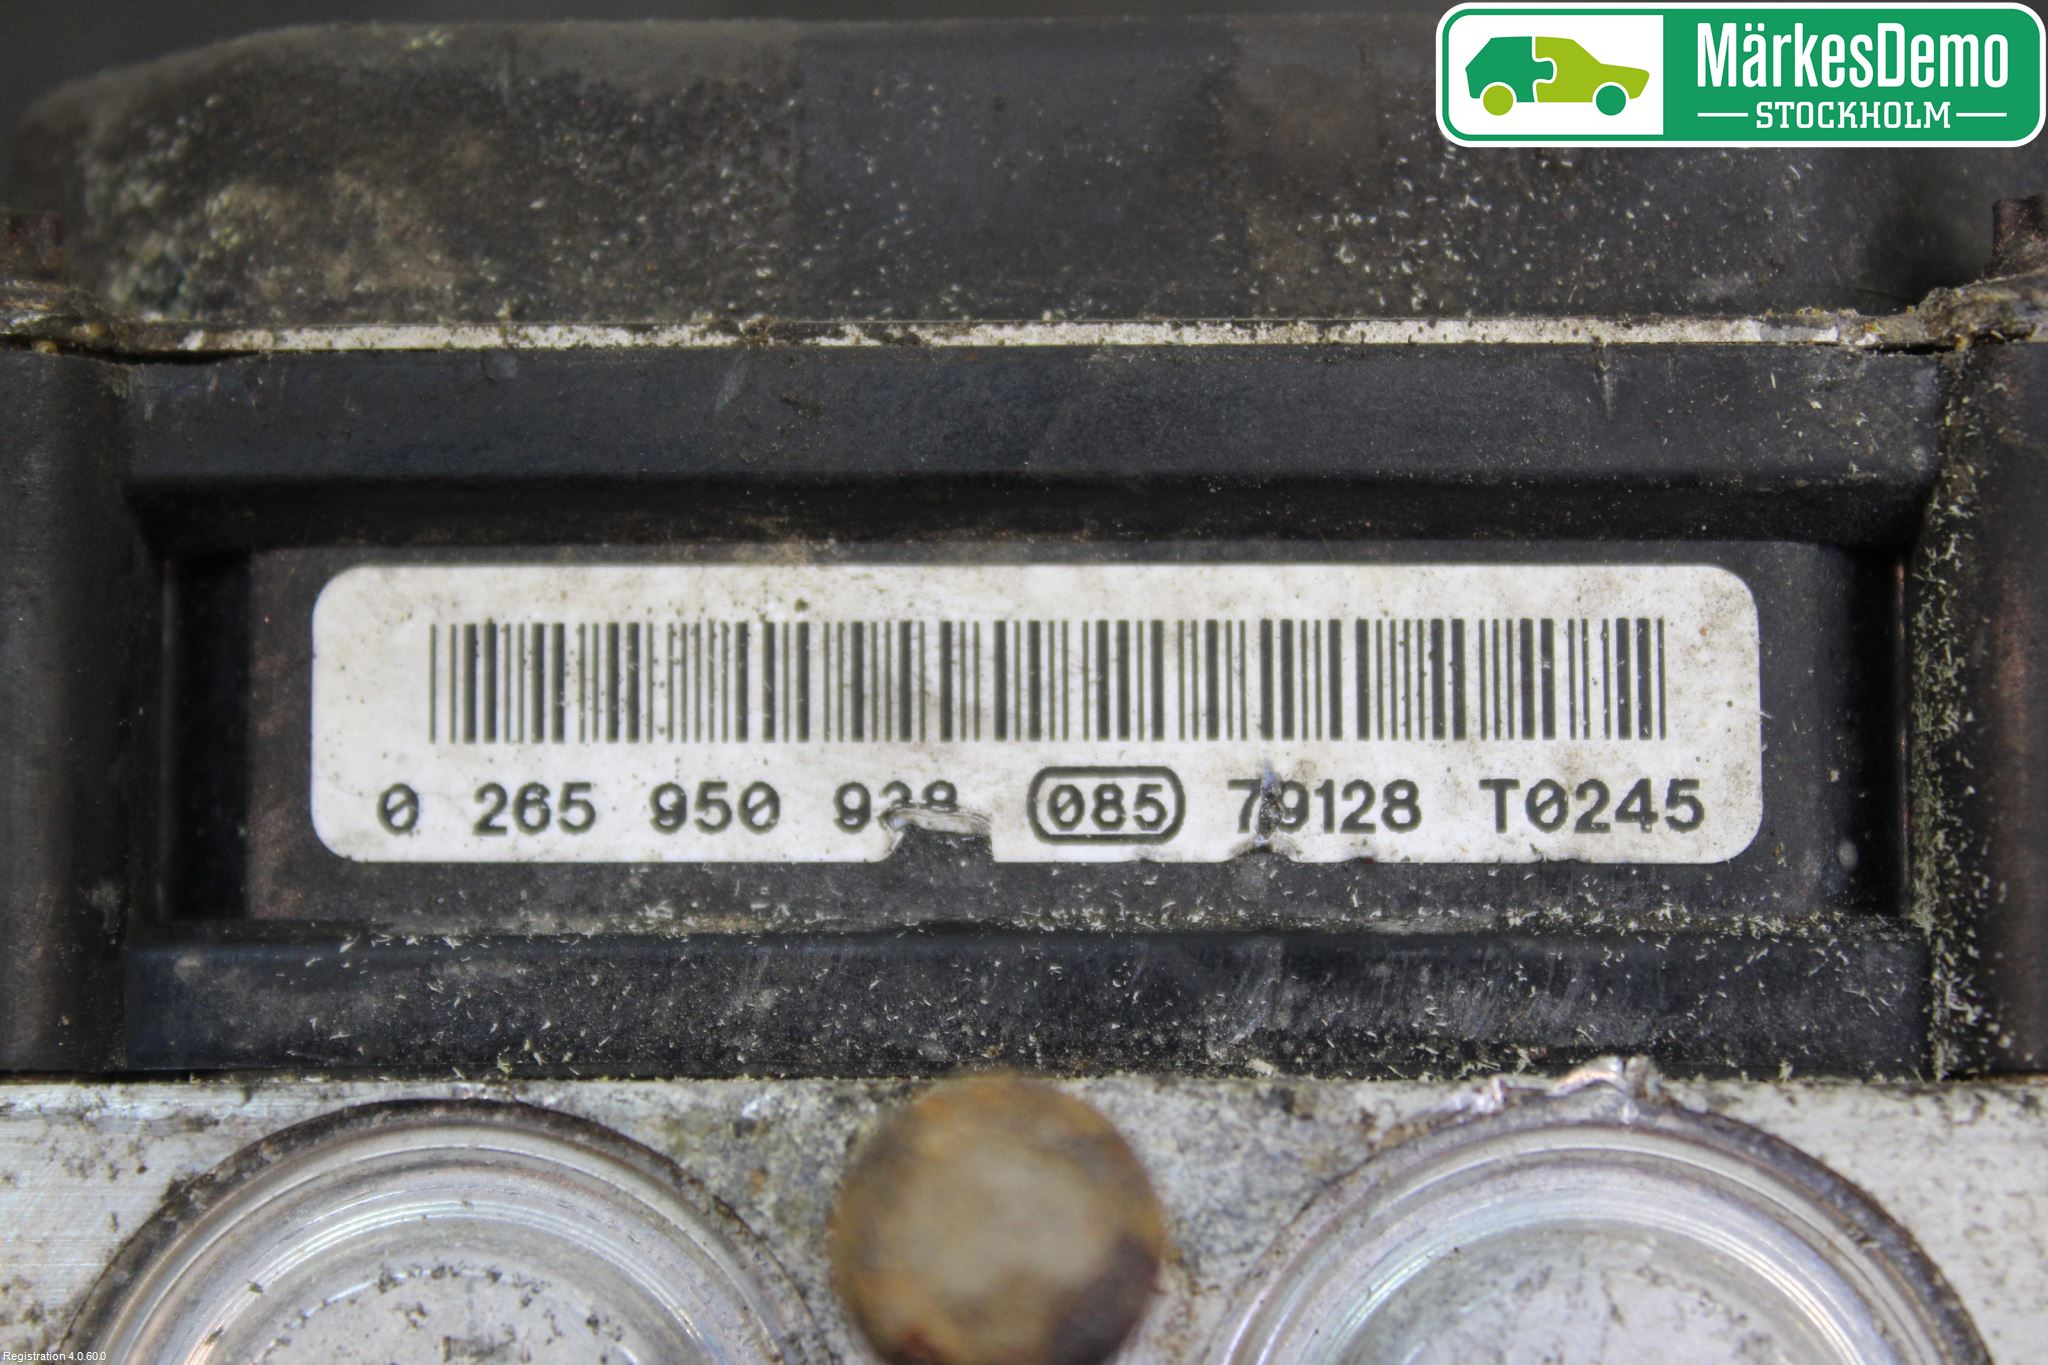 MärkesDemo
STOCKHOLM
0 265 950 938 085 79128 T0245
Registration 4.0.60.0